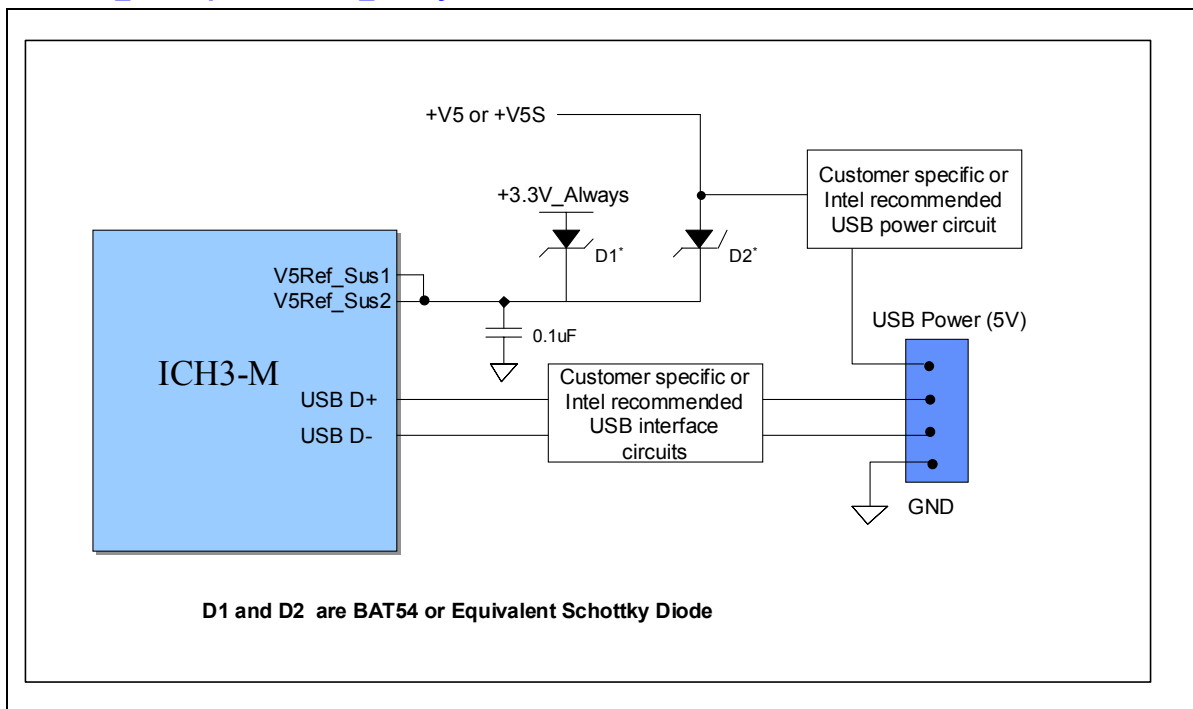 +V5 or +V5S
Customer specific or
Intel recommended
USB power circuit
+3.3V_Always
D1*
D2*
V5Ref_Sus1
V5Ref_Sus2
0.1uF
USB Power (5V)
ICH3-M
Customer specific or
Intel recommended
USB interface
circuits
USB D+
USB D-
GND
D1 and D2 are BAT54 or Equivalent Schottky Diode